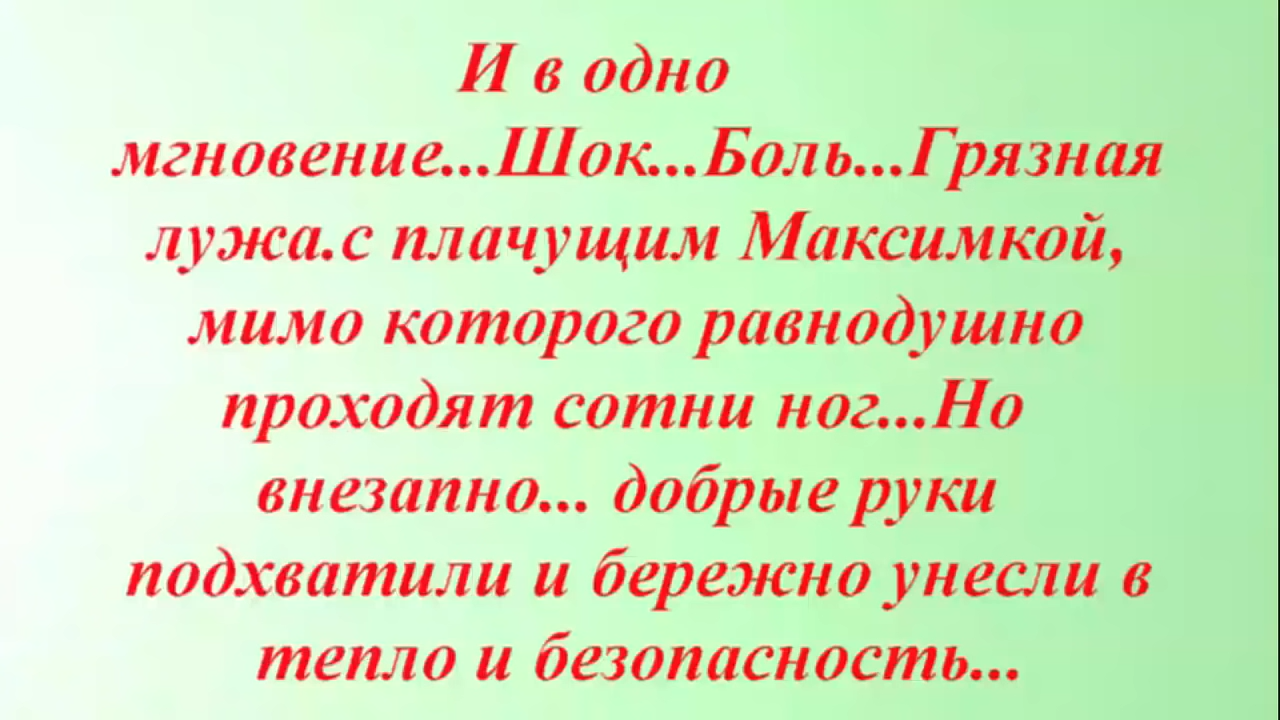 И в одно
мгновение...Шок...Боль...Грязная
лужа.с плачущим Максимкой,
мимо которого равнодушно
проходят сотни ног...Но
внезапно... добрые руки
подхватили и бережно унесли в
тепло и безопасность...